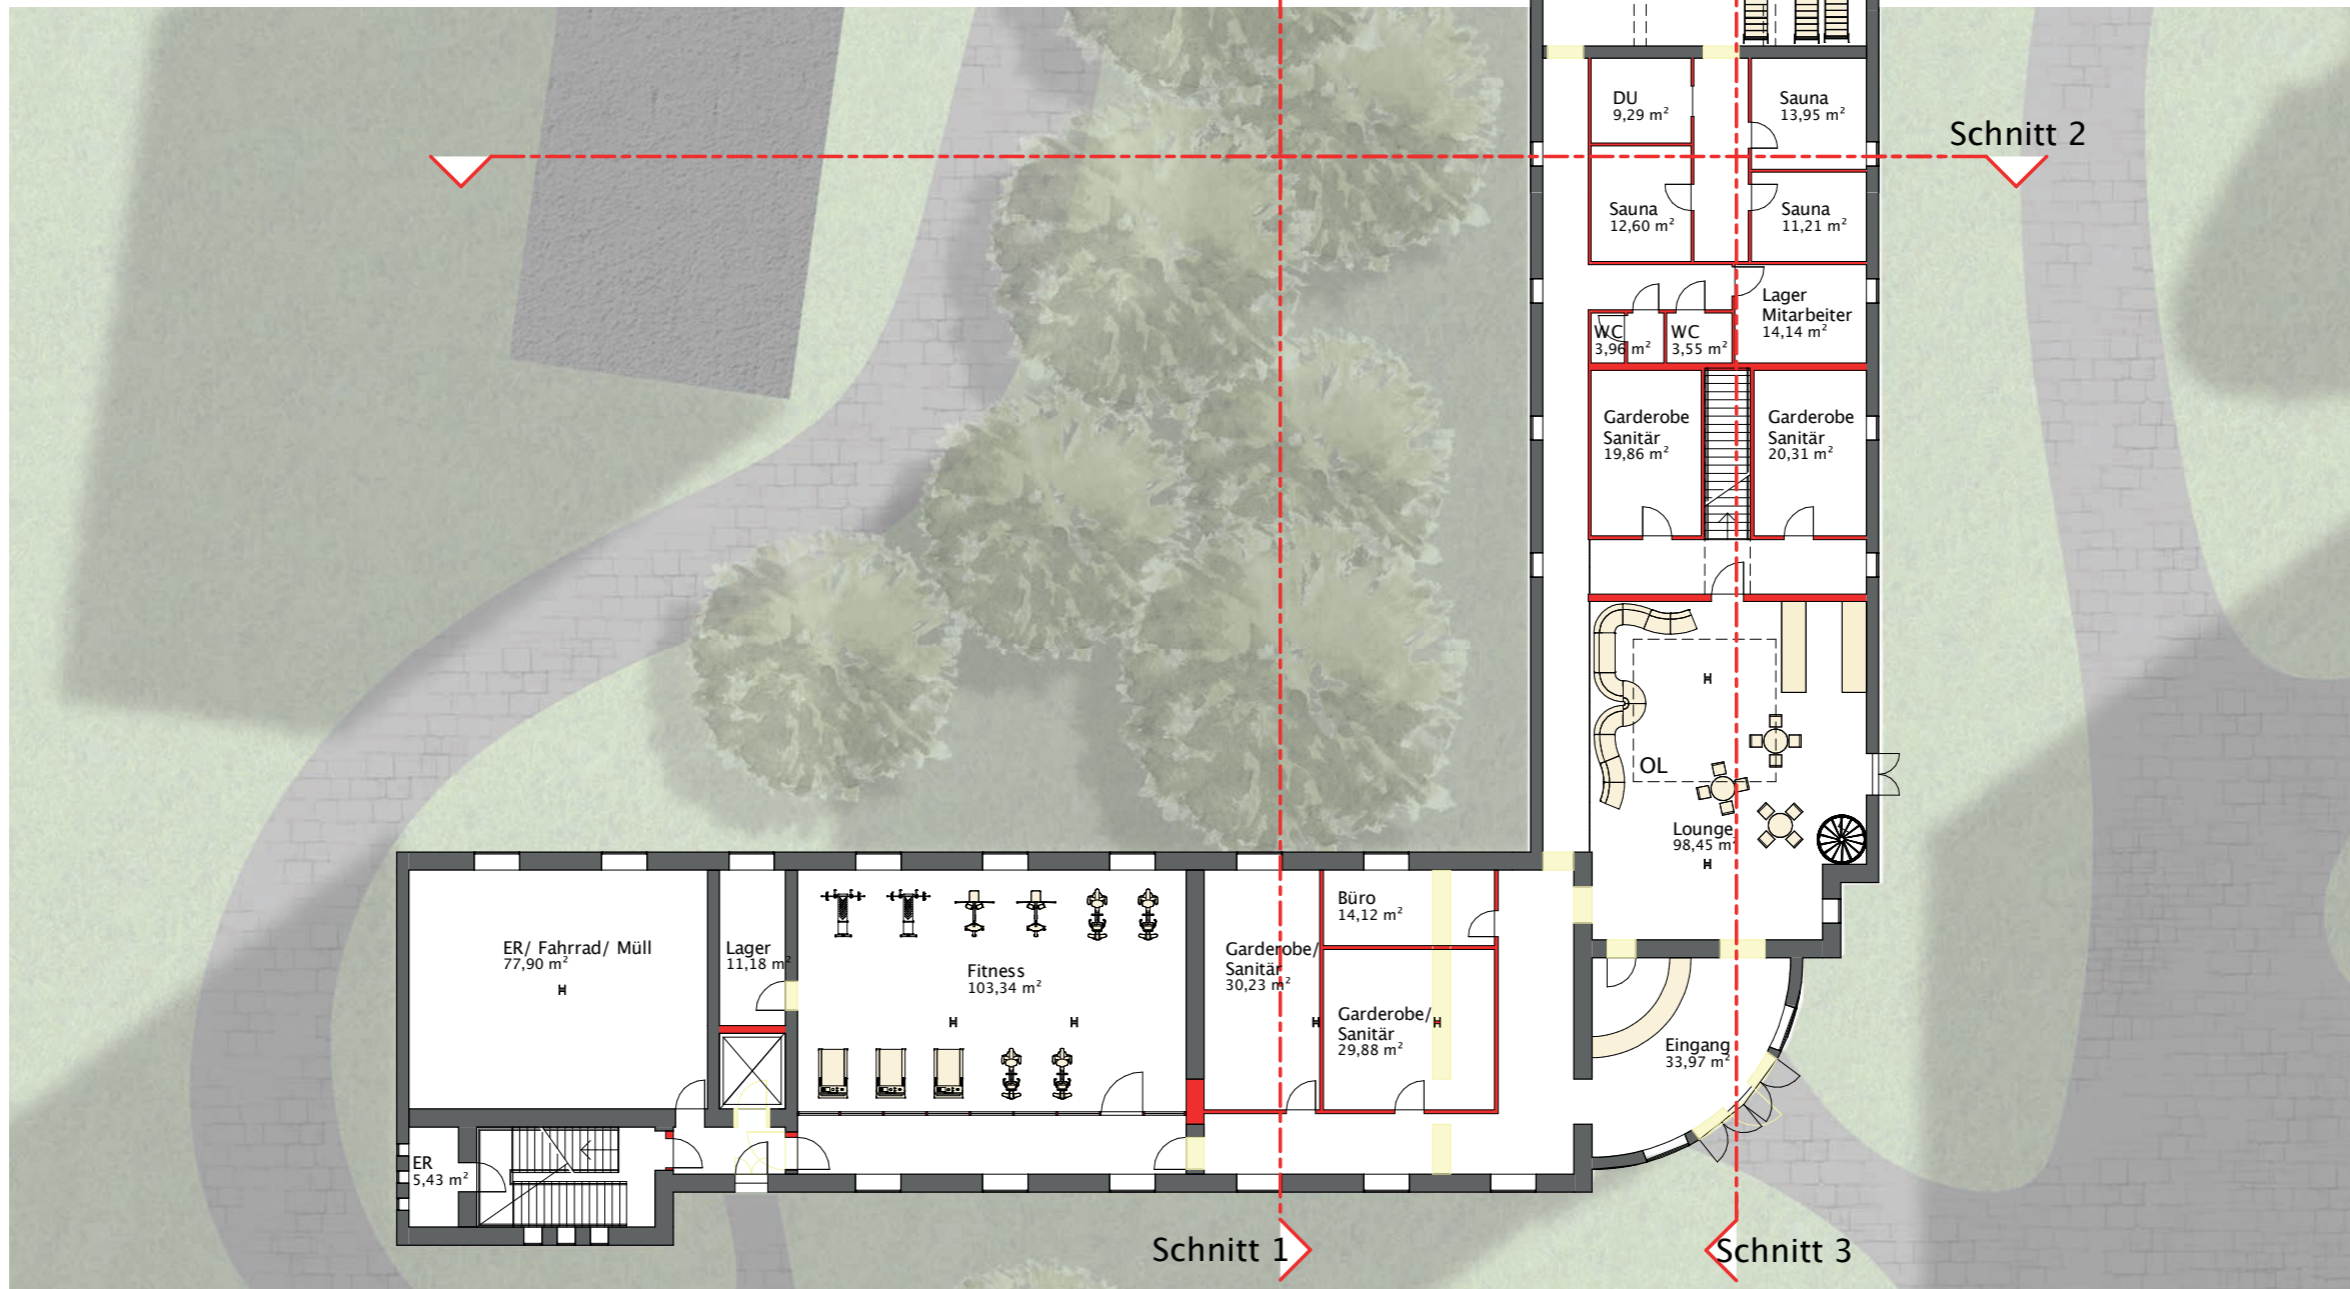 DU
9,29 m²
Sauna
13,95 m²
Schnitt 2
Sauna
12,60 m²
Sauna
11,21 m²
Lager
Mitarbeiter
14,14 m²
WC
3,96 m²
WC
3,55 m²
Garderobe
Sanitär
19,86 m²
Garderobe
Sanitär
20,31 m²
OL
Lounge
98,45 m²
Büro
14,12 m²
ER/ Fahrrad/ Müll
77,90 m²
Lager
11,18 m²
Fitness
103,34 m²
Garderobe/
Sanitär
30,23 m²
Garderobe/
Sanitär
29,88 m²
Eingang
33,97 m²
ER
5,43 m²
Schnitt 1
Schnitt 3